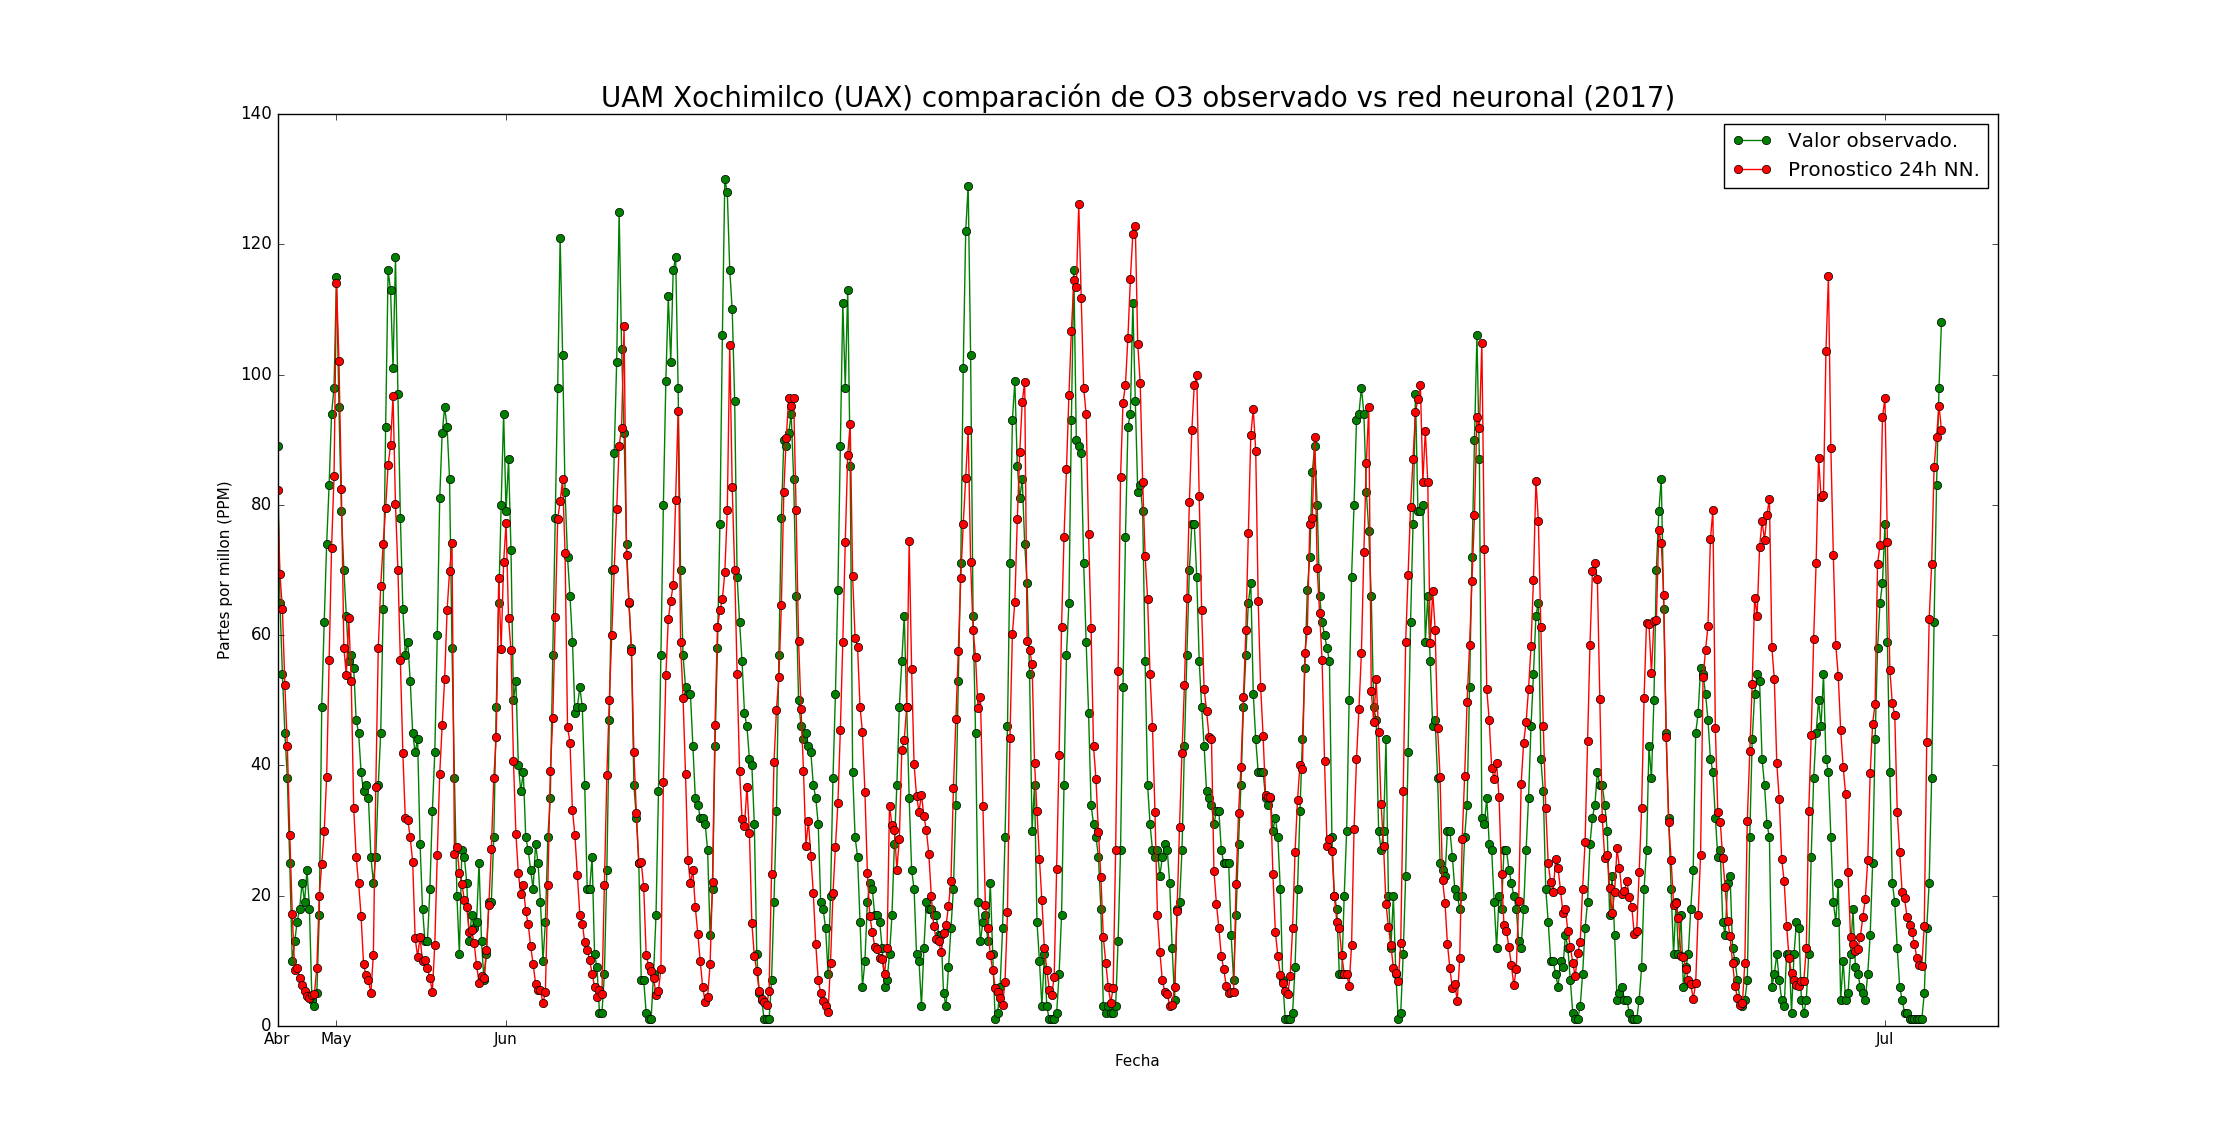 UAM Xochimilco (UAX) comparación de O3 observado vs red neuronal (2017)
140
120
100
80
60
40
20
0
Partes por millon (PPM)
Valor observado.
Pronostico 24h NN.
Abr May Jun Jul
Fecha